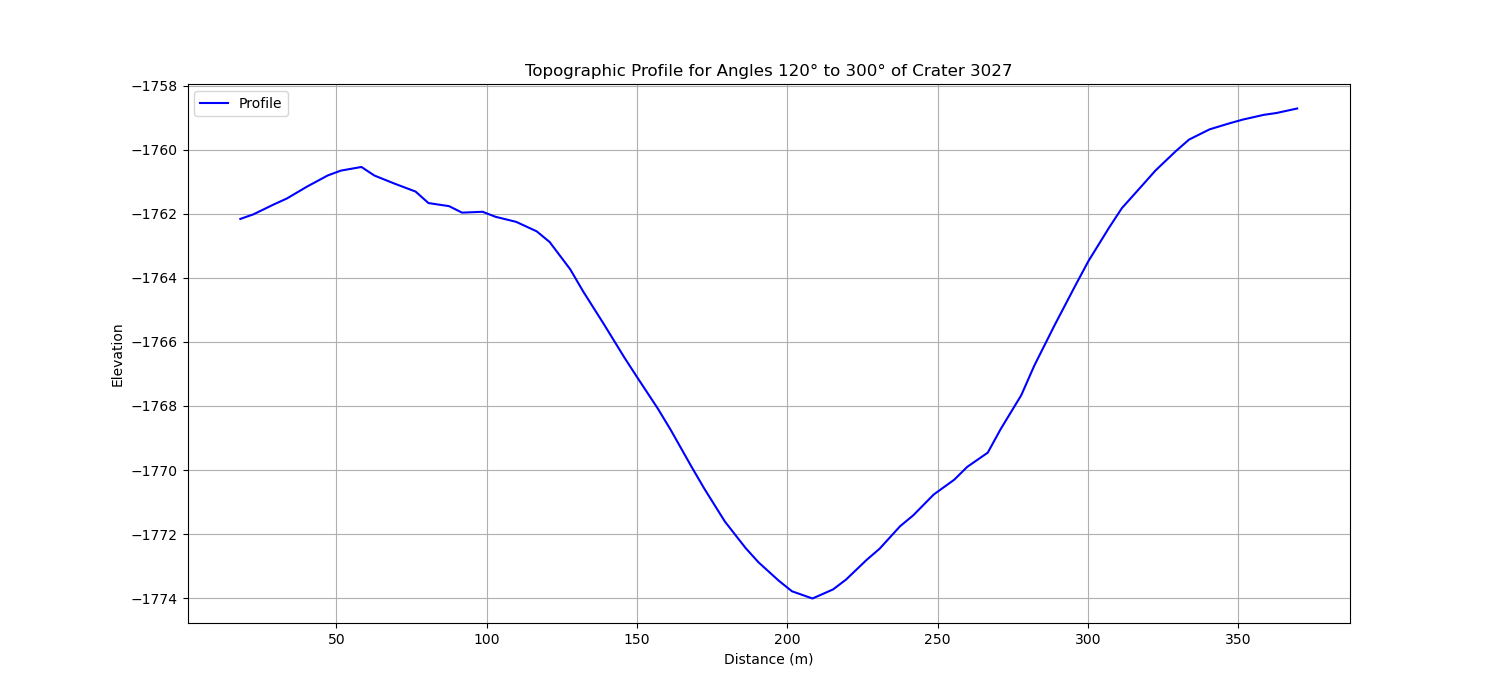 Topographic Profile for Angles 120° to 300° of Crater 3027
Profile
−1758
−1760
−1762
−1764
−1766
−1768
−1770
−1772
−1774
Elevation
50 100 150 200 250 300 350
Distance (m)